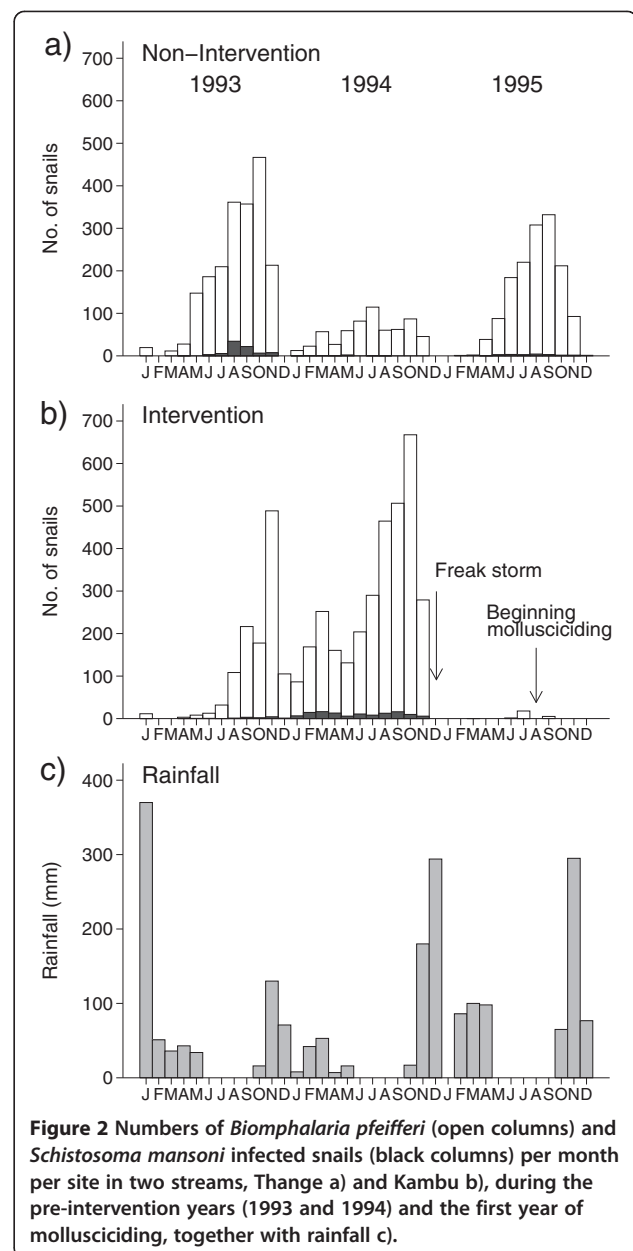 a)
Non–Intervention
1993 1994 1995
No. of snails
700
600
500
400
300
200
100
0
J FMAMJ J ASOND J FMAMJ J ASOND J FMAMJ J ASOND
b)
Intervention
No. of snails
700
600
500
400
300
200
100
0
Freak storm
Beginning
mollusciciding
J FMAMJ J ASOND J FMAMJ J ASOND J FMAMJ J ASOND
c)
Rainfall
Rainfall (mm)
400
300
200
100
0
J FMAMJ J ASOND J FMAMJ J ASOND J FMAMJ J ASOND
Figure 2 Numbers of Biomphalaria pfeifferi (open columns) and
Schistosoma mansoni infected snails (black columns) per month
per site in two streams, Thange a) and Kambu b), during the
pre-intervention years (1993 and 1994) and the first year of
mollusciciding, together with rainfall c).